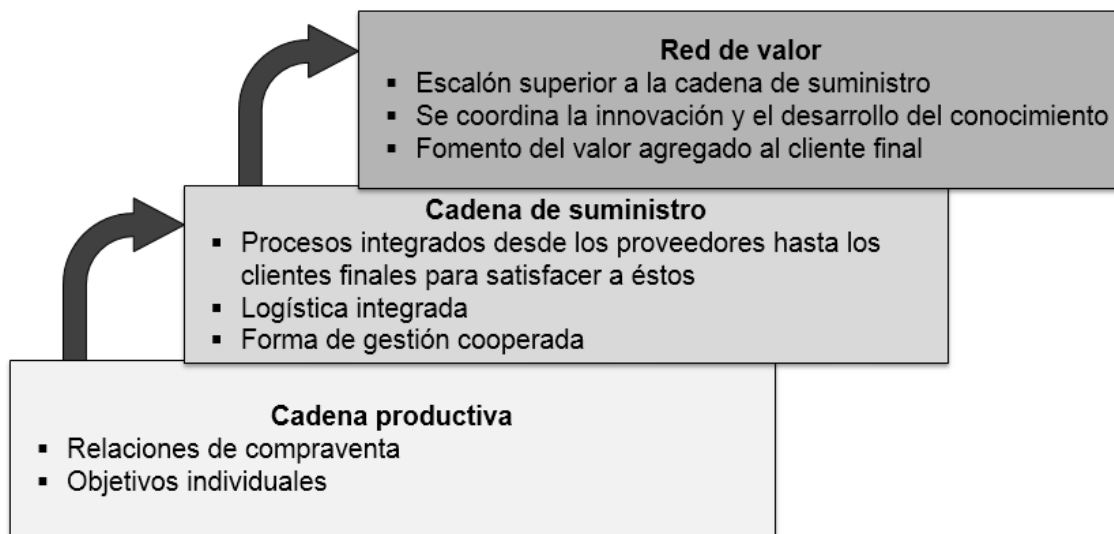 Red de valor
▪ Escalón superior a la cadena de suministro
▪ Se coordina la innovación y el desarrollo del conocimiento
▪ Fomento del valor agregado al cliente final
Cadena de suministro
▪ Procesos integrados desde los proveedores hasta los
clientes finales para satisfacer a éstos
▪ Logística integrada
▪ Forma de gestión cooperada
Cadena productiva
▪ Relaciones de compraventa
▪ Objetivos individuales